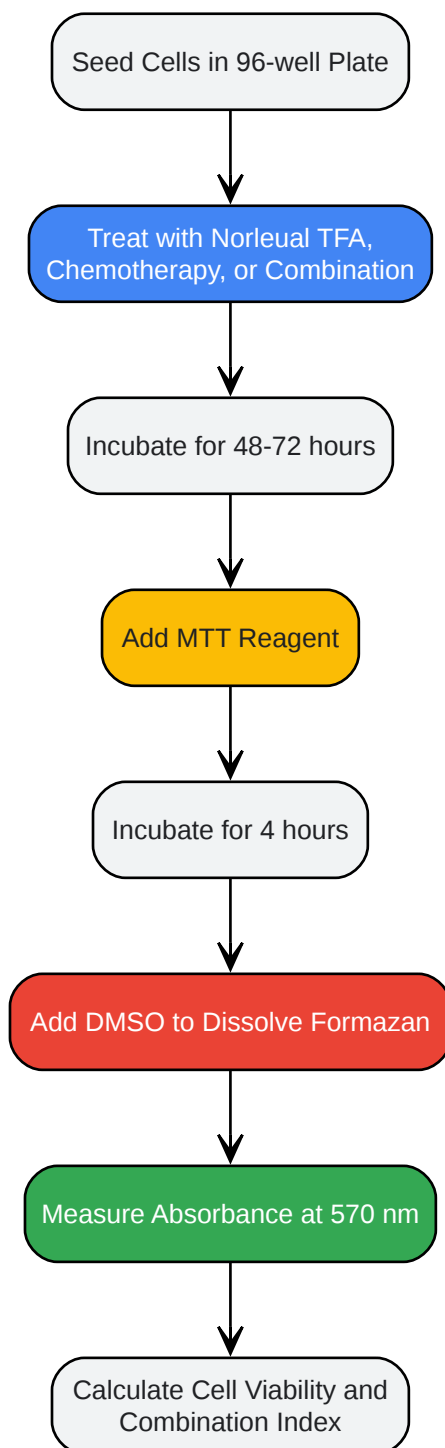 Seed Cells in 96-well Plate
Treat with Norleual TFA,
Chemotherapy, or Combination
Incubate for 48-72 hours
Add MTT Reagent
Incubate for 4 hours
Add DMSO to Dissolve Formazan
Measure Absorbance at 570 nm
Calculate Cell Viability and
Combination Index